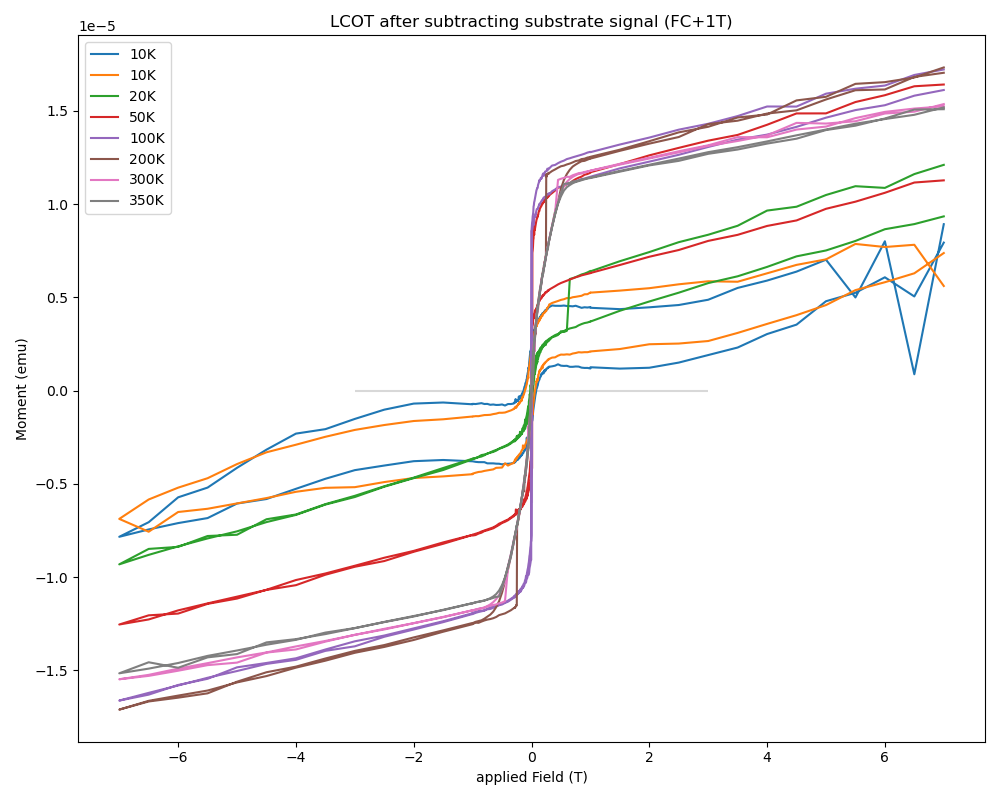 LCOT after subtracting substrate signal (FC+1T)
1e−5
10K
10K
20K
50K
100K
200K
300K
350K
1.5
1.0
0.5
0.0
−0.5
−1.0
−1.5
Moment (emu)
−6
−4
−2
0
2
4
6
applied Field (T)